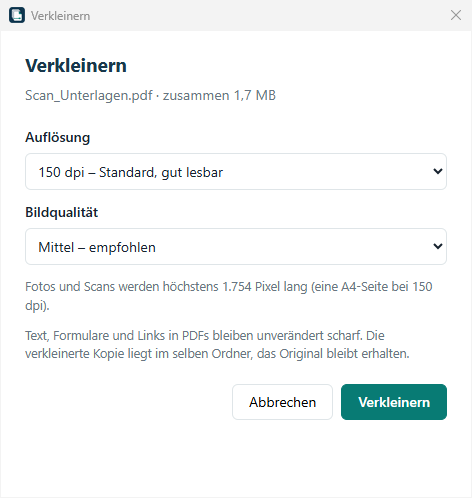 Verkleinern
Verkleinern
Scan_Unterlagen.pdf · zusammen 1,7 MB
Auflösung
150 dpi – Standard, gut lesbar
Bildqualität
Mittel – empfohlen
Fotos und Scans werden höchstens 1.754 Pixel lang (eine A4-Seite bei 150
dpi).
Text, Formulare und Links in PDFs bleiben unverändert scharf. Die
verkleinerte Kopie liegt im selben Ordner, das Original bleibt erhalten.
Abbrechen
Verkleinern